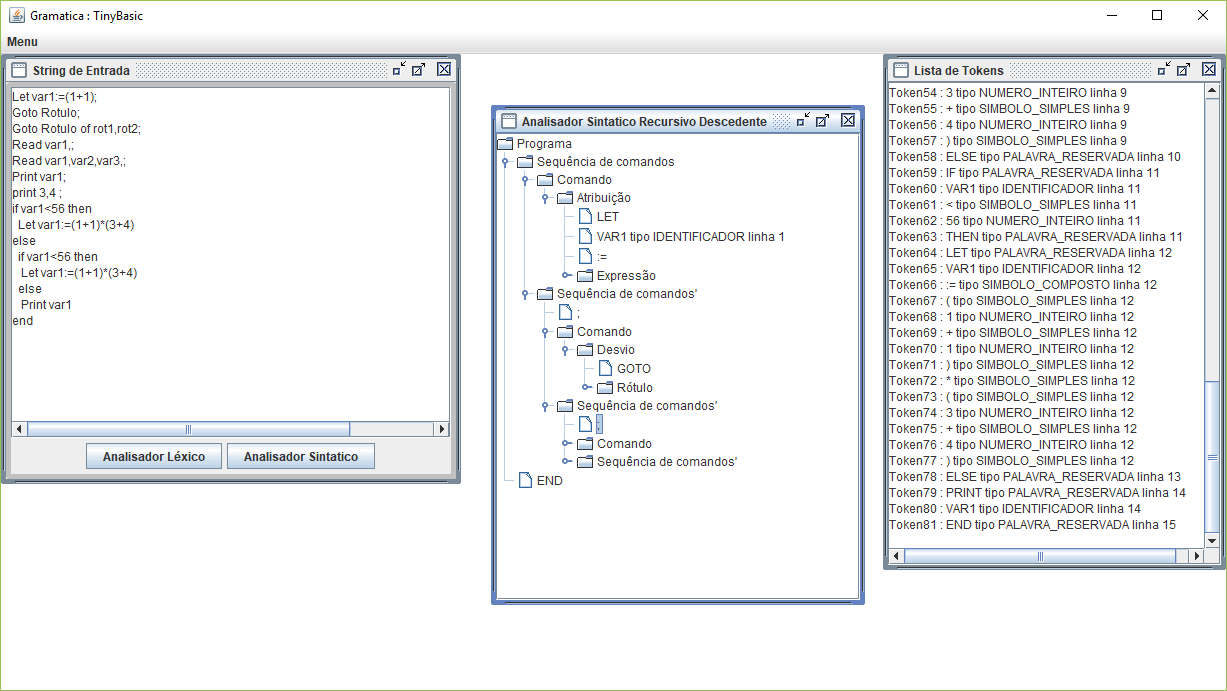 Gramatica : TinyBasic
Menu
String de Entrada
Let var1:=(1+1);
Goto Rotulo;
Goto Rotulo of rot1,rot2;
Read var1,;
Read var1,var2,var3,;
Print var1;
print 3,4 ;
if var1<56 then
Let var1:=(1+1)*(3+4)
else
if var1<56 then
Let var1:=(1+1)*(3+4)
else
Print var1
end
Analisador Léxico
Analisador Sintatico
Analisador Sintatico Recursivo Descedente
Programa
Sequência de comandos
Comando
Atribuição
LET
VAR1 tipo IDENTIFICADOR linha 1
:=
Expressão
Sequência de comandos'
;
Comando
Desvio
GOTO
Rótulo
Sequência de comandos'
;
Comando
Sequência de comandos'
END
Lista de Tokens
Token54 : 3 tipo NUMERO_INTEIRO linha 9
Token55 : + tipo SIMBOLO_SIMPLES linha 9
Token56 : 4 tipo NUMERO_INTEIRO linha 9
Token57 : ) tipo SIMBOLO_SIMPLES linha 9
Token58 : ELSE tipo PALAVRA_RESERVADA linha 10
Token59 : IF tipo PALAVRA_RESERVADA linha 11
Token60 : VAR1 tipo IDENTIFICADOR linha 11
Token61 : < tipo SIMBOLO_SIMPLES linha 11
Token62 : 56 tipo NUMERO_INTEIRO linha 11
Token63 : THEN tipo PALAVRA_RESERVADA linha 11
Token64 : LET tipo PALAVRA_RESERVADA linha 12
Token65 : VAR1 tipo IDENTIFICADOR linha 12
Token66 : := tipo SIMBOLO_COMPOSTO linha 12
Token67 : ( tipo SIMBOLO_SIMPLES linha 12
Token68 : 1 tipo NUMERO_INTEIRO linha 12
Token69 : + tipo SIMBOLO_SIMPLES linha 12
Token70 : 1 tipo NUMERO_INTEIRO linha 12
Token71 : ) tipo SIMBOLO_SIMPLES linha 12
Token72 : * tipo SIMBOLO_SIMPLES linha 12
Token73 : ( tipo SIMBOLO_SIMPLES linha 12
Token74 : 3 tipo NUMERO_INTEIRO linha 12
Token75 : + tipo SIMBOLO_SIMPLES linha 12
Token76 : 4 tipo NUMERO_INTEIRO linha 12
Token77 : ) tipo SIMBOLO_SIMPLES linha 12
Token78 : ELSE tipo PALAVRA_RESERVADA linha 13
Token79 : PRINT tipo PALAVRA_RESERVADA linha 14
Token80 : VAR1 tipo IDENTIFICADOR linha 14
Token81 : END tipo PALAVRA_RESERVADA linha 15